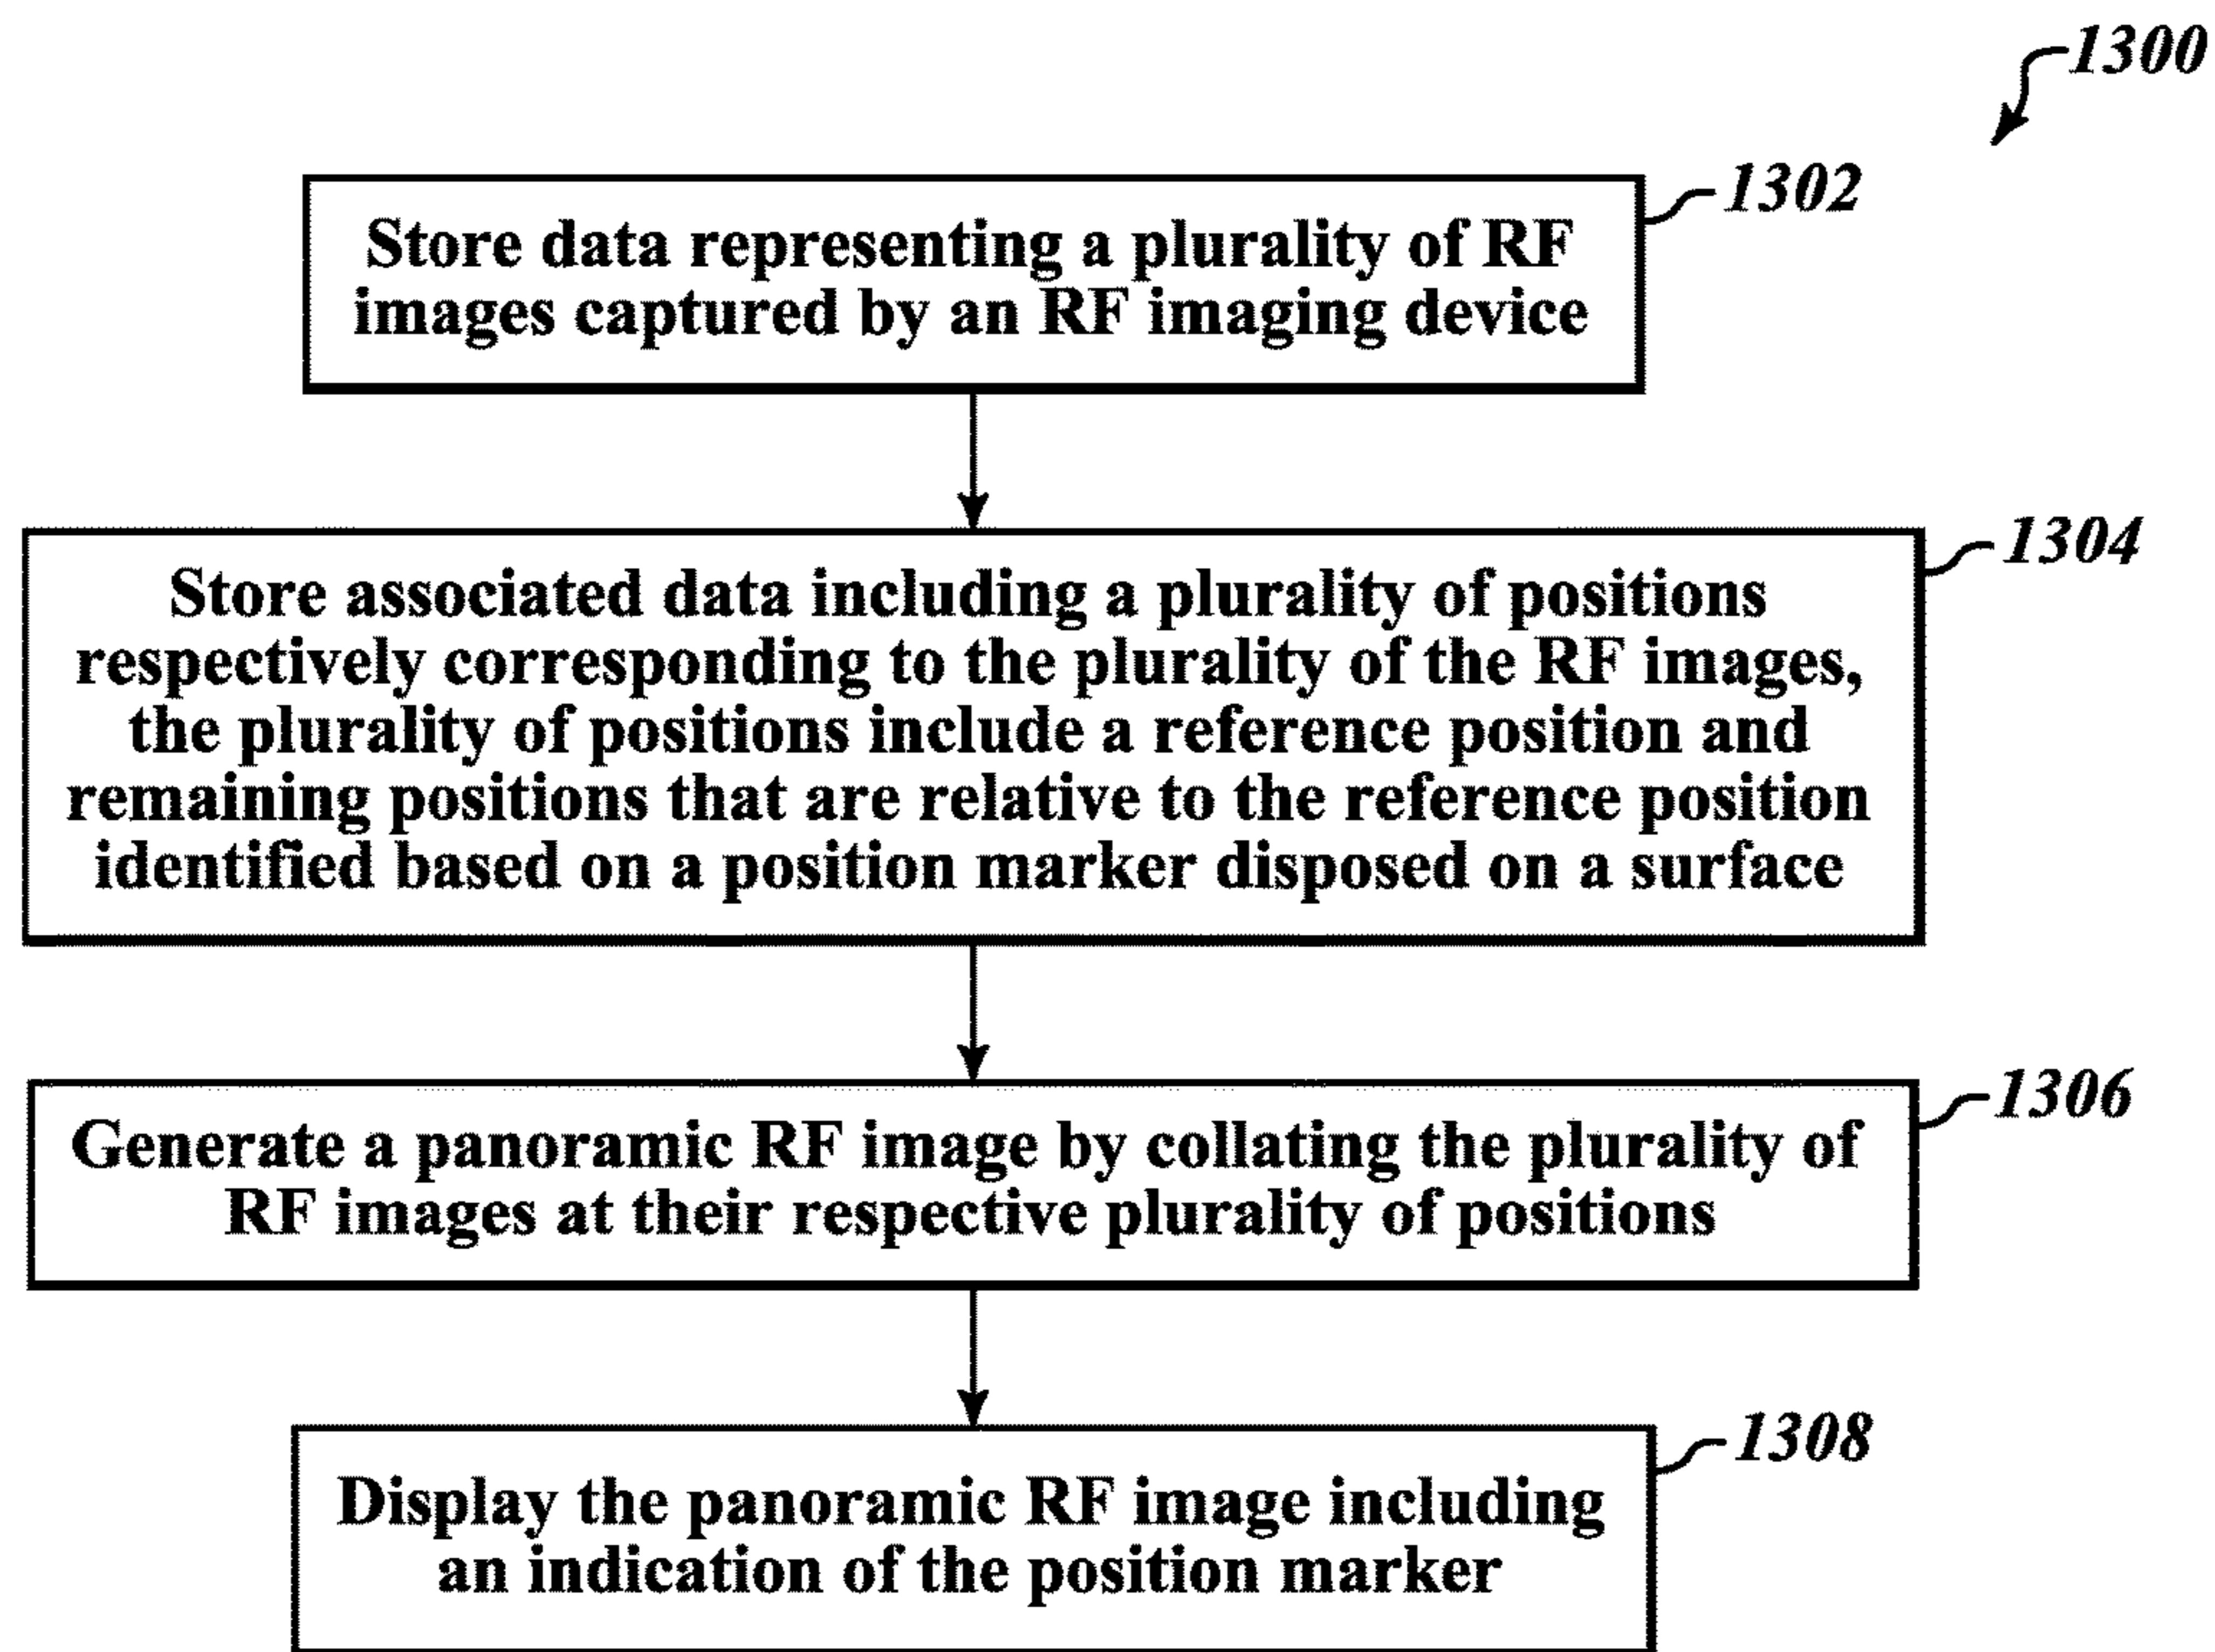 1300
1302
Store data representing a plurality of RF
images captured by an RF imaging device
1304
Store associated data including a plurality of positions
respectively corresponding to the plurality of the RF images,
the plurality of positions include a reference position and
remaining positions that are relative to the reference position
identified based on a position marker disposed on a surface
1306
Generate a panoramic RF image by collating the plurality of
RF images at their respective plurality of positions
1308
Display the panoramic RF image including
an indication of the position marker